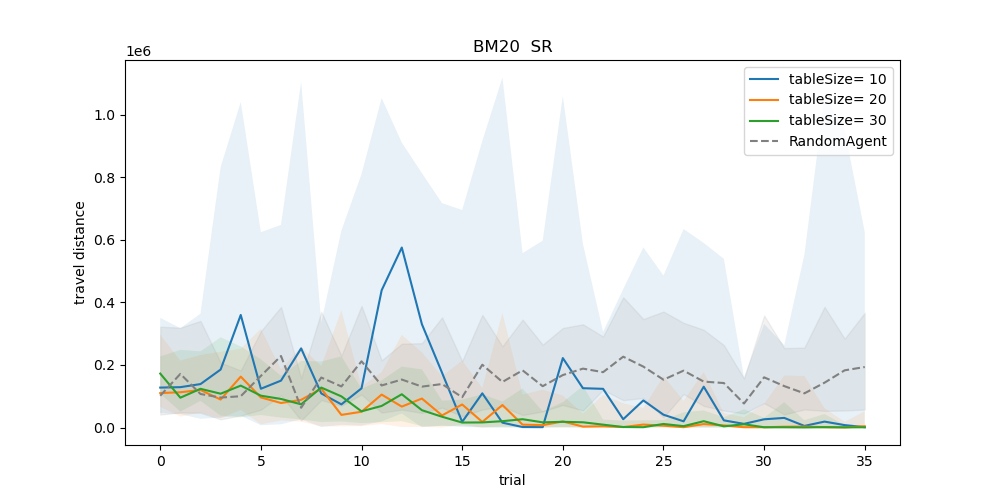 BM20 SR
1e6
travel distance
1.0
0.8
0.6
0.4
0.2
0.0
tableSize= 10
tableSize= 20
tableSize= 30
RandomAgent
0 5 10 15 20 25 30 35
trial